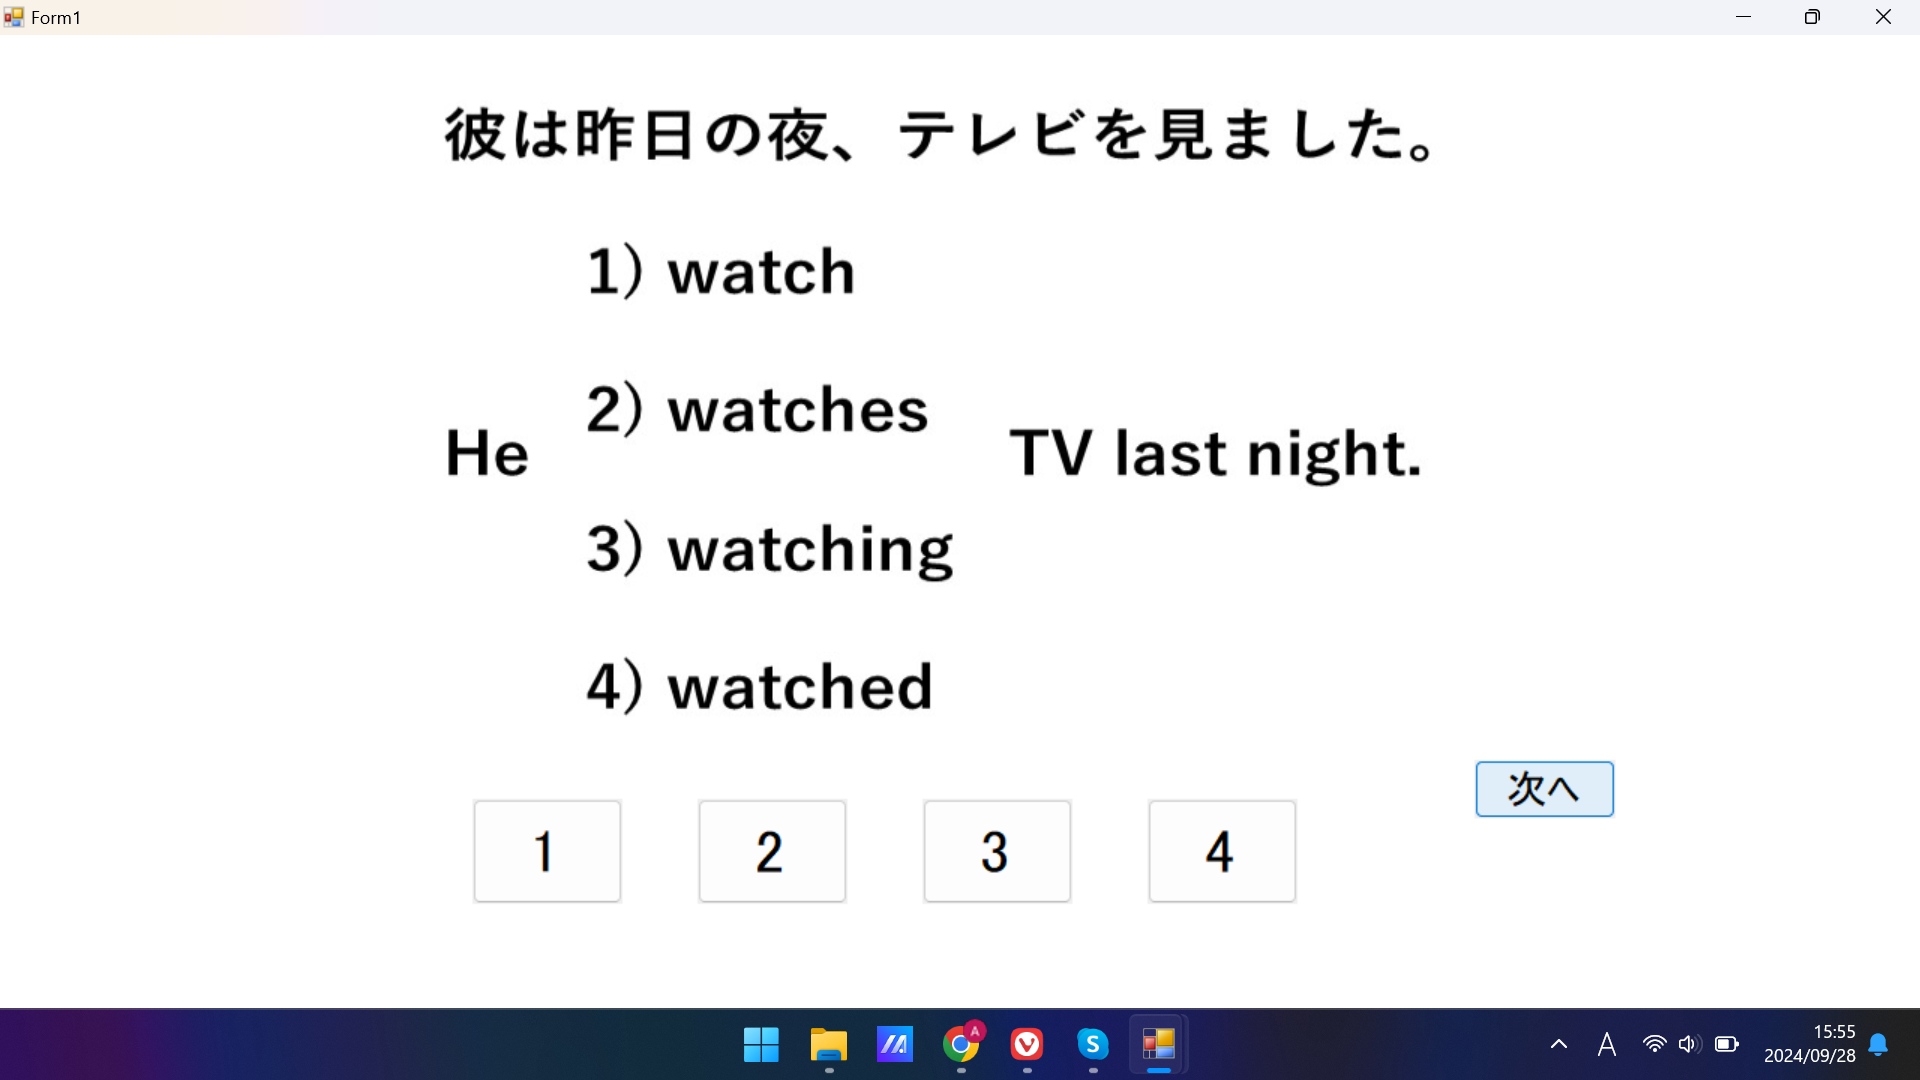 Form1
彼は昨日の夜、テレビを見ました。
1) watch
2) watches
He
TV last night.
3) watching
4) watched
次へ
1
2
3
4
A
S
A
15:55
2024/09/28